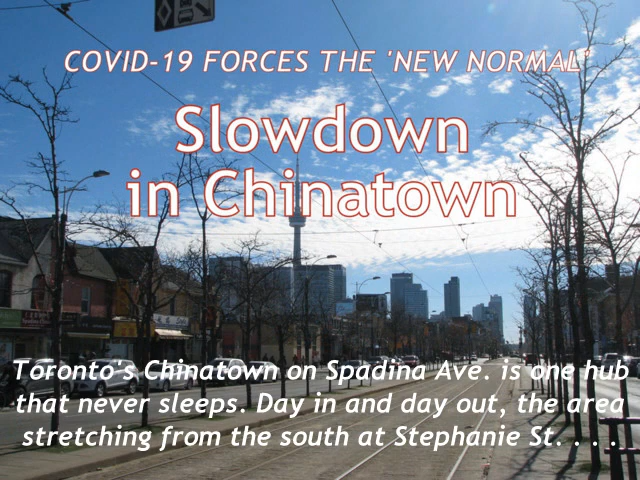 COVID-19 FORCES THE 'NEW NORMAL'
Slowdown
in Chinatown
Toronto's Chinatown on Spadina Ave. is one hub
that never sleeps. Day in and day out, the area
stretching from the south at Stephanie St. . . .